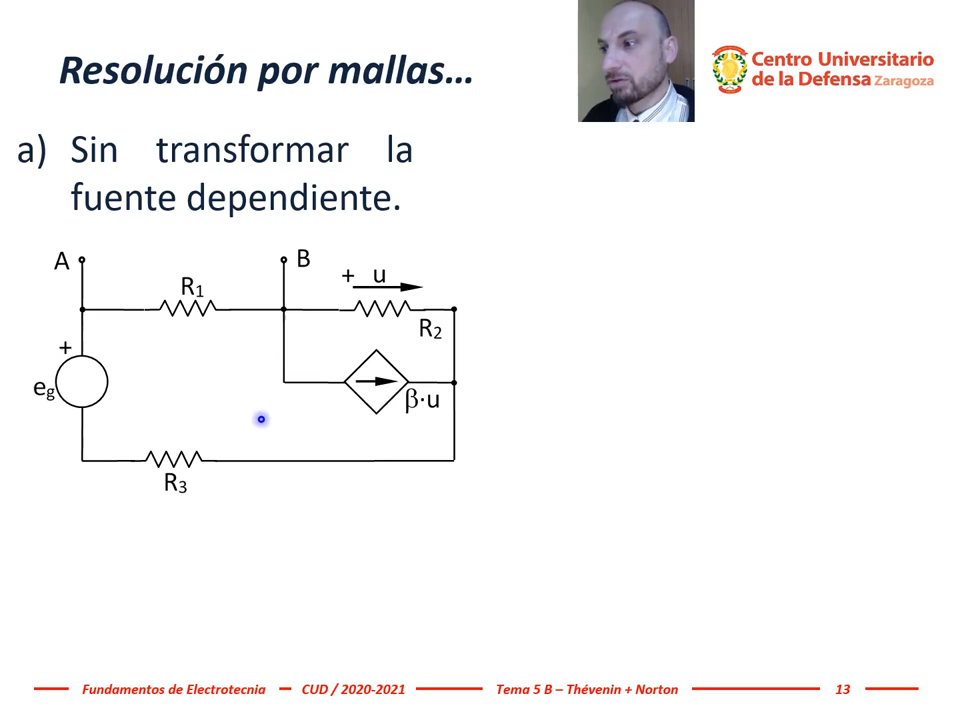 Resolución por mallas...
Centro Universitario
de la Defensa Zaragoza
a) Sin transformar la
fuente dependiente.
A
B
+ u
R1
R2
+
eg
β·u
R3
Fundamentos de Electrotecnia
CUD / 2020-2021
Tema 5 B – Thévenin + Norton
13